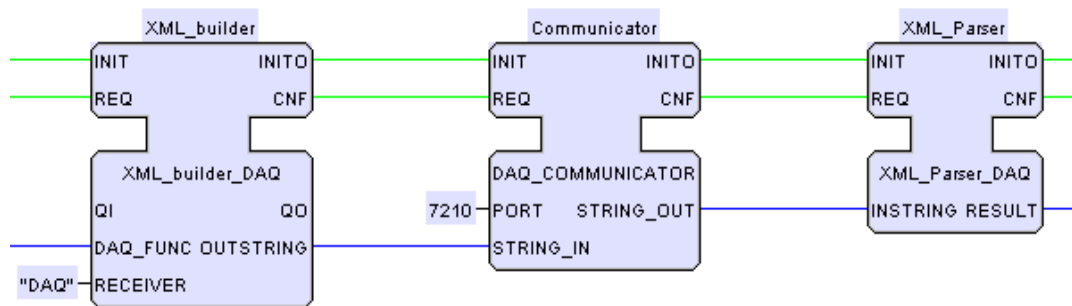 XML_builder
INIT INITO
REQ CNF
XML_builder_DAQ
QI QO
DAQ_FUNC OUTSTRING
"DAQ" RECEIVER
Communicator
INIT INITO
REQ CNF
DAQ_COMMUNICATOR
7210 PORT STRING_OUT
STRING_IN
XML_Parser
INIT INITO
REQ CNF
XML_Parser_DAQ
INSTRING RESULT